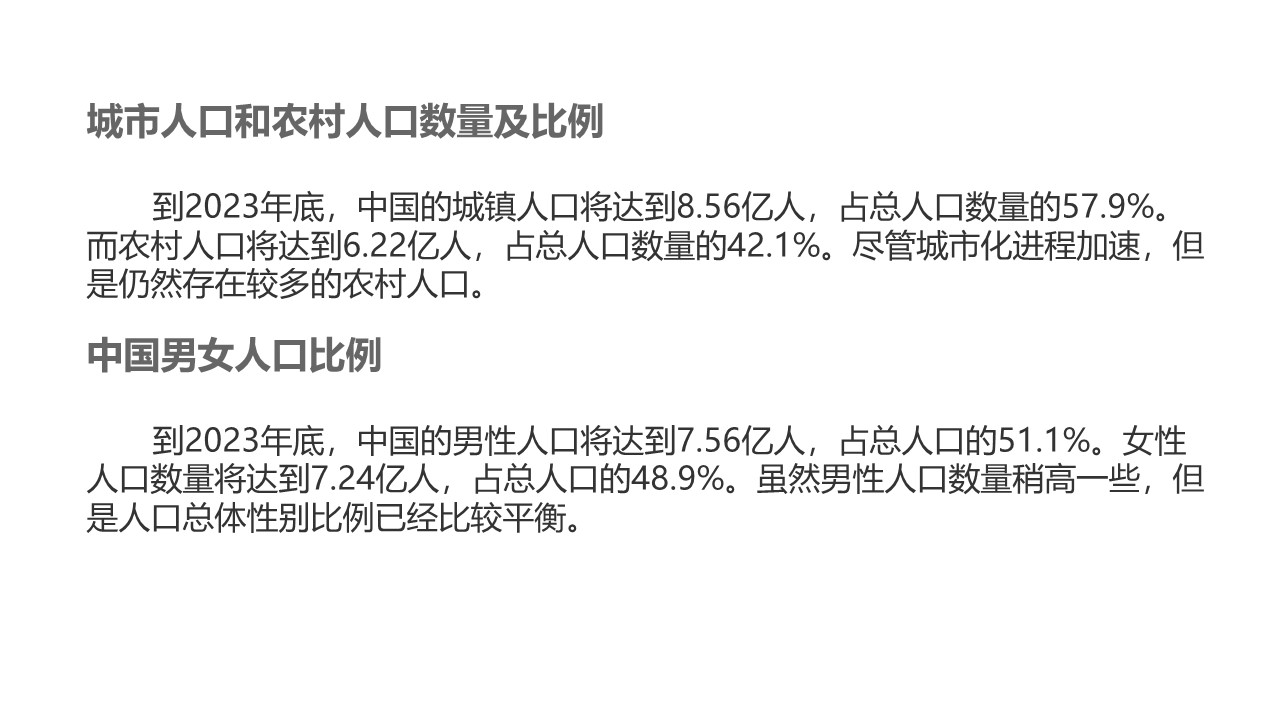 城市人口和农村人口数量及比例
到2023年底，中国的城镇人口将达到8.56亿人，占总人口数量的57.9%。
而农村人口将达到6.22亿人，占总人口数量的42.1%。尽管城市化进程加速，但
是仍然存在较多的农村人口。
中国男女人口比例
到2023年底，中国的男性人口将达到7.56亿人，占总人口的51.1%。女性
人口数量将达到7.24亿人，占总人口的48.9%。虽然男性人口数量稍高一些，但
是人口总体性别比例已经比较平衡。